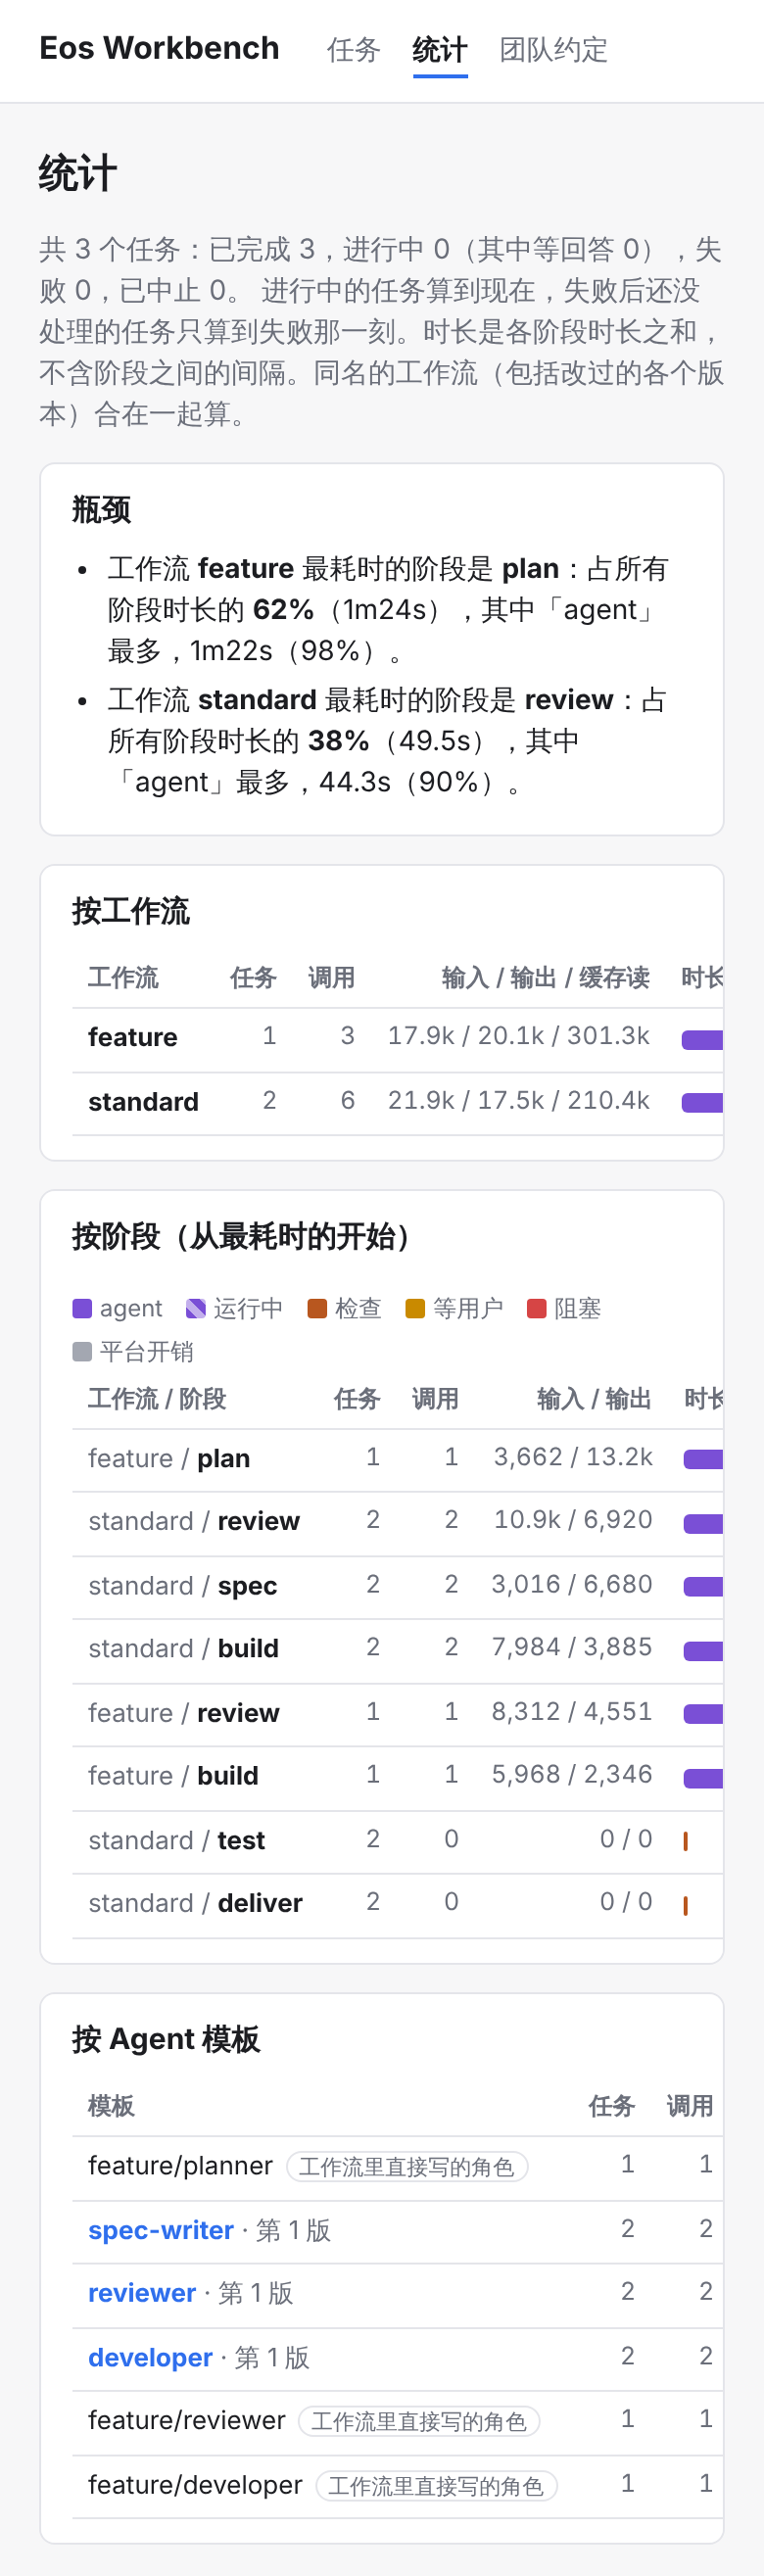 Eos Workbench 任务 统计 团队约定
统计
共 3 个任务：已完成 3，进行中 0（其中等回答 0），失
败 0，已中止 0。 进行中的任务算到现在，失败后还没
处理的任务只算到失败那一刻。时长是各阶段时长之和，
不含阶段之间的间隔。同名的工作流（包括改过的各个版
本）合在一起算。
瓶颈
• 工作流 feature 最耗时的阶段是 plan：占所有
阶段时长的 62%（1m24s），其中「agent」
最多，1m22s（98%）。
• 工作流 standard 最耗时的阶段是 review：占
所有阶段时长的 38%（49.5s），其中
「agent」最多，44.3s（90%）。
按工作流
工作流 任务 调用 输入 / 输出 / 缓存读 时长
feature 1 3 17.9k / 20.1k / 301.3k
standard 2 6 21.9k / 17.5k / 210.4k
按阶段（从最耗时的开始）
agent 运行中 检查 等用户 阻塞
平台开销
工作流 / 阶段 任务 调用 输入 / 输出 时长
feature / plan 1 1 3,662 / 13.2k
standard / review 2 2 10.9k / 6,920
standard / spec 2 2 3,016 / 6,680
standard / build 2 2 7,984 / 3,885
feature / review 1 1 8,312 / 4,551
feature / build 1 1 5,968 / 2,346
standard / test 2 0 0 / 0
standard / deliver 2 0 0 / 0
按 Agent 模板
模板 任务 调用
feature/planner 工作流里直接写的角色 1 1
spec-writer · 第 1 版 2 2
reviewer · 第 1 版 2 2
developer · 第 1 版 2 2
feature/reviewer 工作流里直接写的角色 1 1
feature/developer 工作流里直接写的角色 1 1